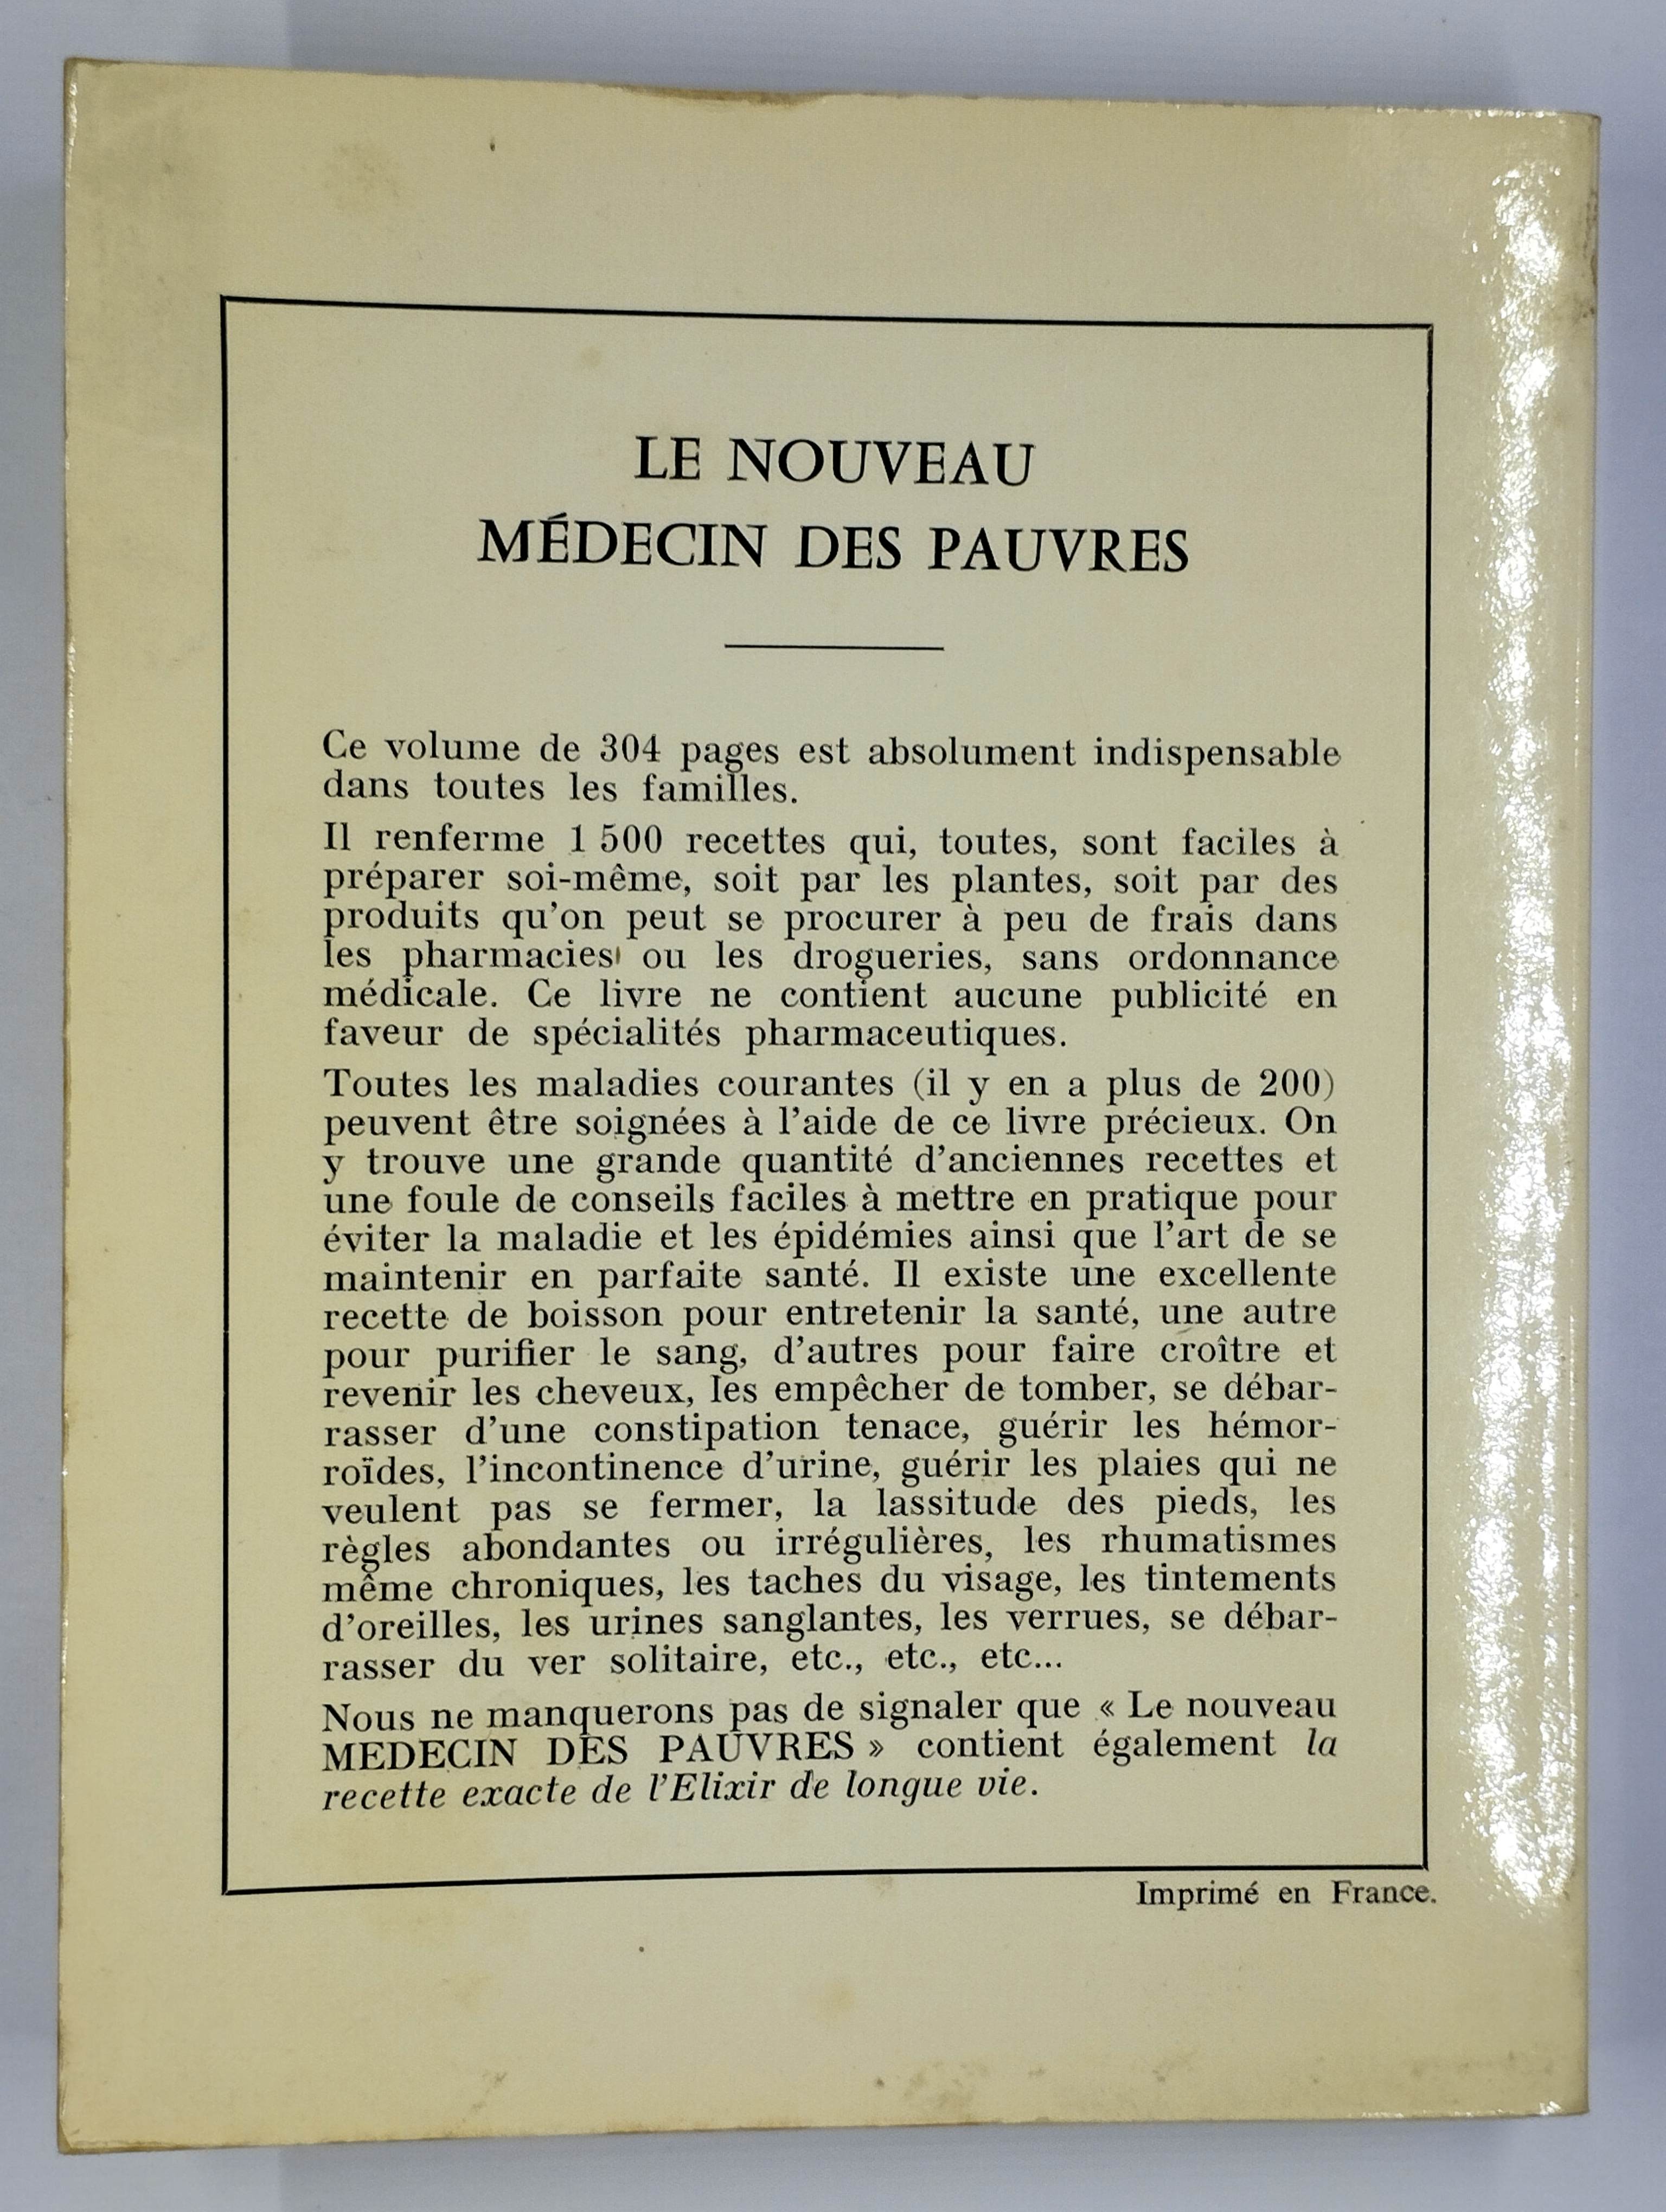 LE NOUVEAU
MÉDECIN DES PAUVRES
Ce volume de 304 pages est absolument indispensable
dans toutes les familles.
Il renferme 1 500 recettes qui, toutes, sont faciles à
préparer soi-même, soit par les plantes, soit par des
produits qu'on peut se procurer à peu de frais dans
les pharmacies ou les drogueries, sans ordonnance
médicale. Ce livre ne contient aucune publicité en
faveur de spécialités pharmaceutiques.
Toutes les maladies courantes (il y en a plus de 200)
peuvent être soignées à l'aide de ce livre précieux. On
y trouve une grande quantité d'anciennes recettes et
une foule de conseils faciles à mettre en pratique pour
éviter la maladie et les épidémies ainsi que l'art de se
maintenir en parfaite santé. Il existe une excellente
recette de boisson pour entretenir la santé, une autre
pour purifier le sang, d'autres pour faire croître et
revenir les cheveux, les empêcher de tomber, se débar-
rasser d'une constipation tenace, guérir les hémor-
roïdes, l'incontinence d'urine, guérir les plaies qui ne
veulent pas se fermer, la lassitude des pieds, les
règles abondantes ou irrégulières, les rhumatismes
même chroniques, les taches du visage, les tintements
d'oreilles, les urines sanglantes, les verrues, se débar-
rasser du ver solitaire, etc., etc., etc...
Nous ne manquerons pas de signaler que « Le nouveau
MEDECIN DES PAUVRES » contient également la
recette exacte de l'Elixir de longue vie.
Imprimé en France.